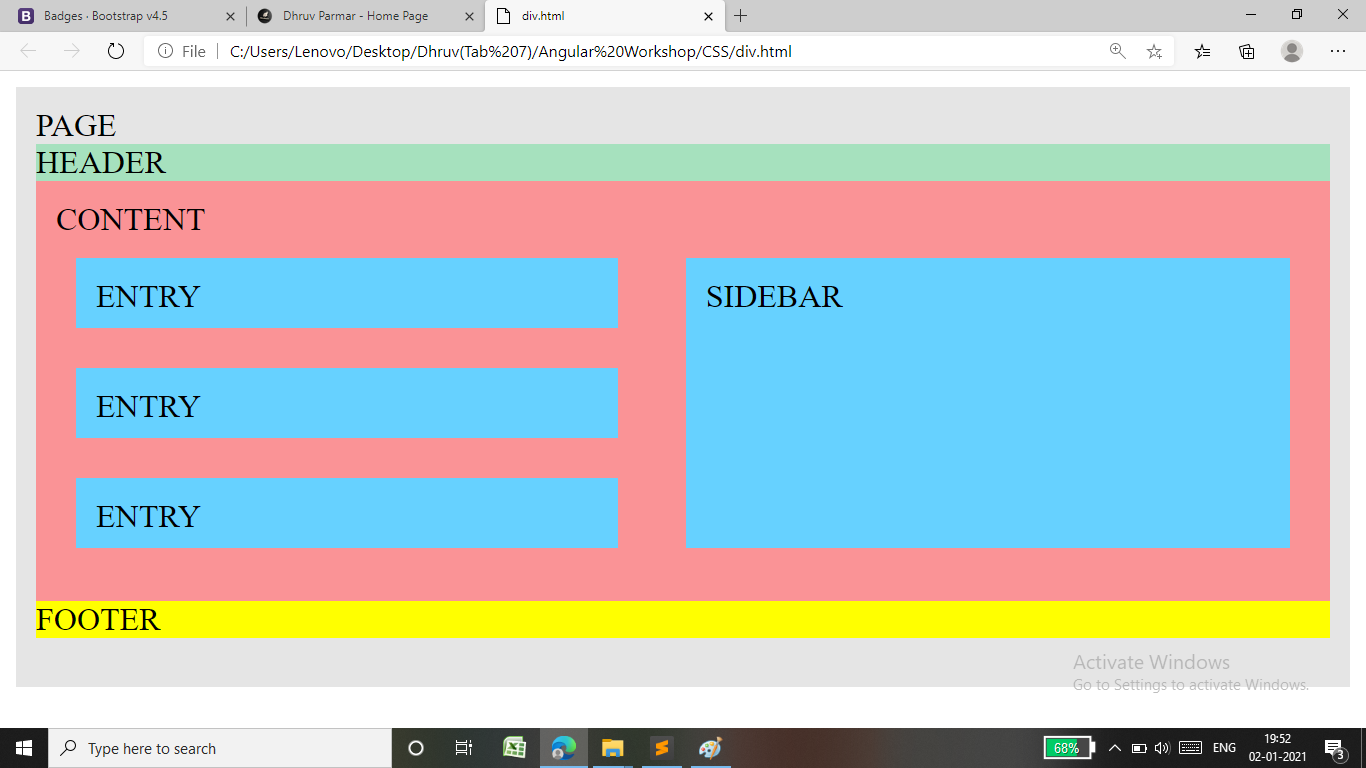 Badges · Bootstrap v4.5
Dhruv Parmar - Home Page
div.html
File
C:/Users/Lenovo/Desktop/Dhruv(Tab%207)/Angular%20Workshop/CSS/div.html
PAGE
HEADER
CONTENT
ENTRY
SIDEBAR
ENTRY
ENTRY
FOOTER
Activate Windows
Go to Settings to activate Windows.
Type here to search
68%
ENG
19:52
02-01-2021
3